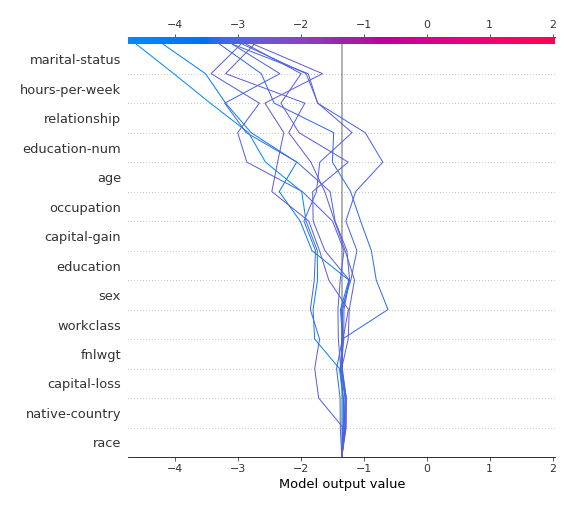 −4 −3 −2 −1 0 1 2
marital-status
hours-per-week
relationship
education-num
age
occupation
capital-gain
education
sex
workclass
fnlwgt
capital-loss
native-country
race
−4 −3 −2 −1 0 1 2
Model output value